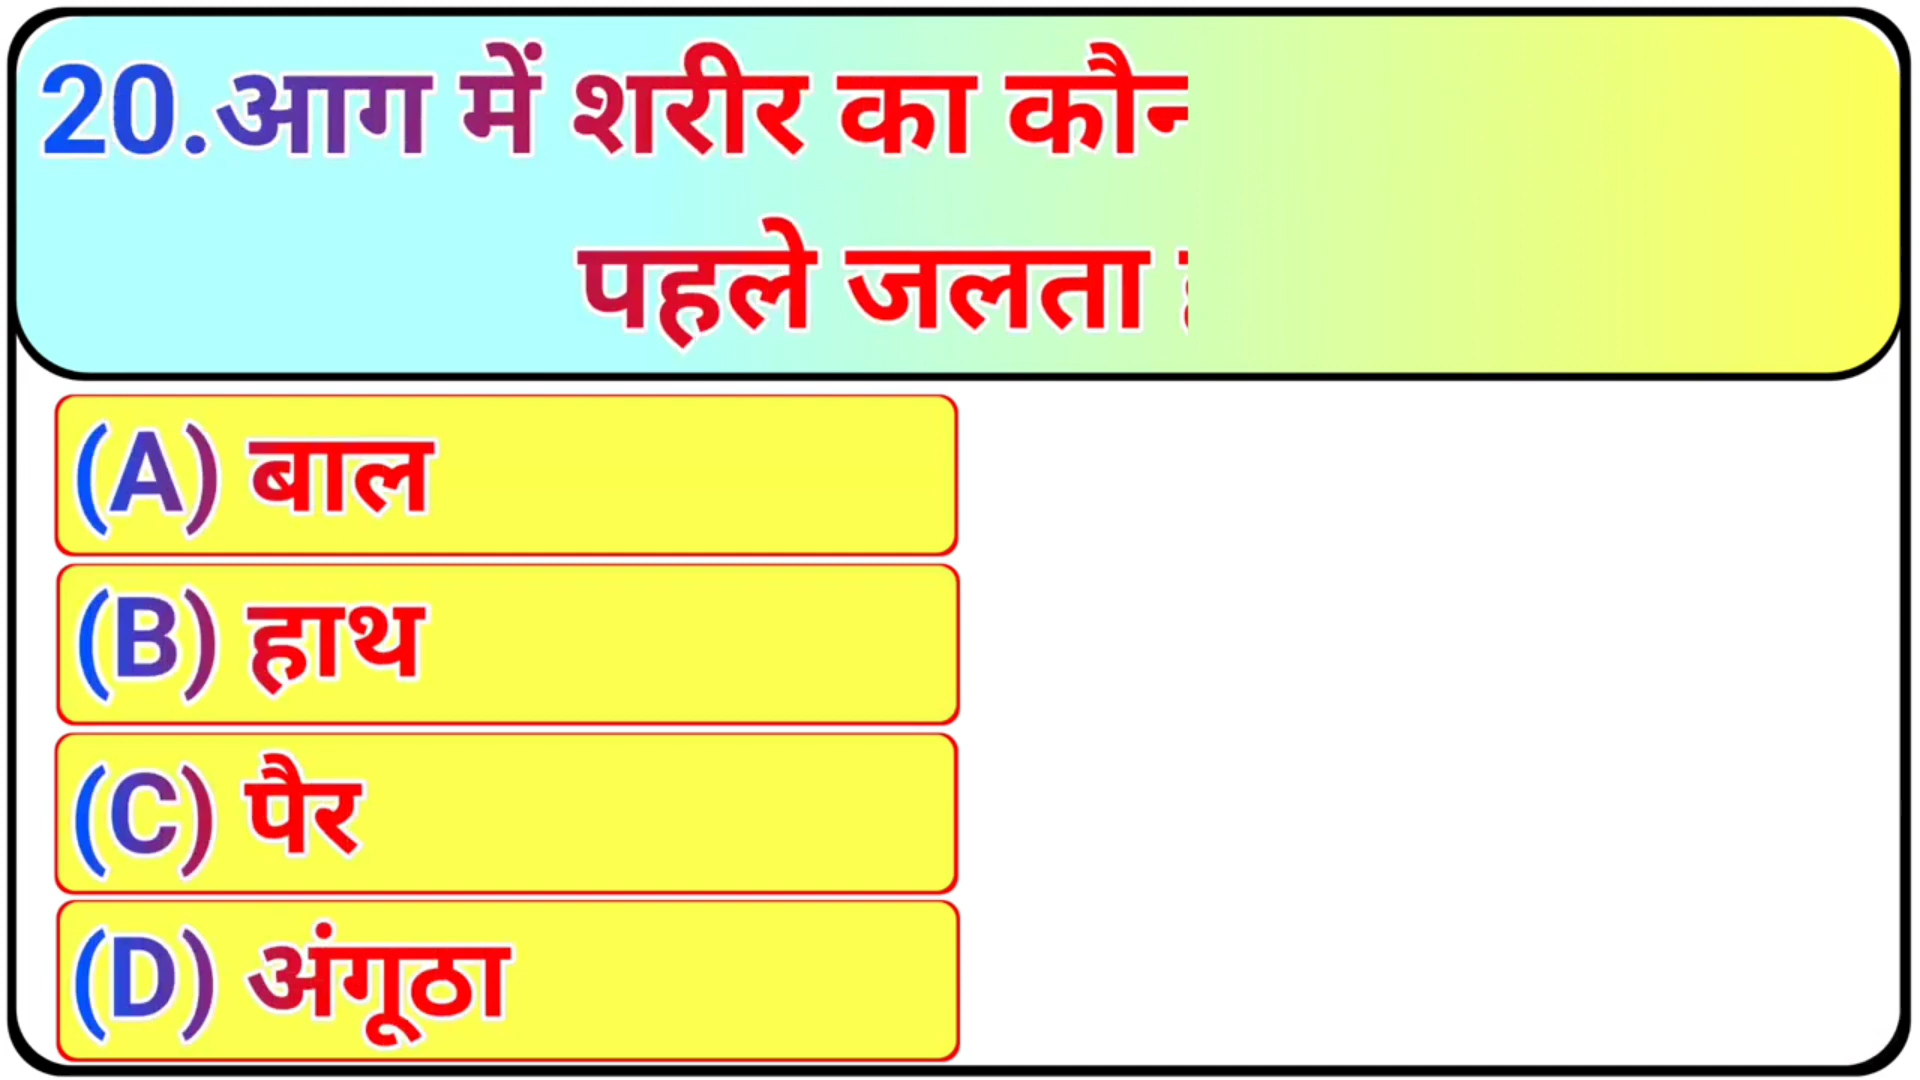 20.आग में शरीर का कौन
पहले जलता
(A) बाल
(B) हाथ
(C) पैर
(D) अंगूठा